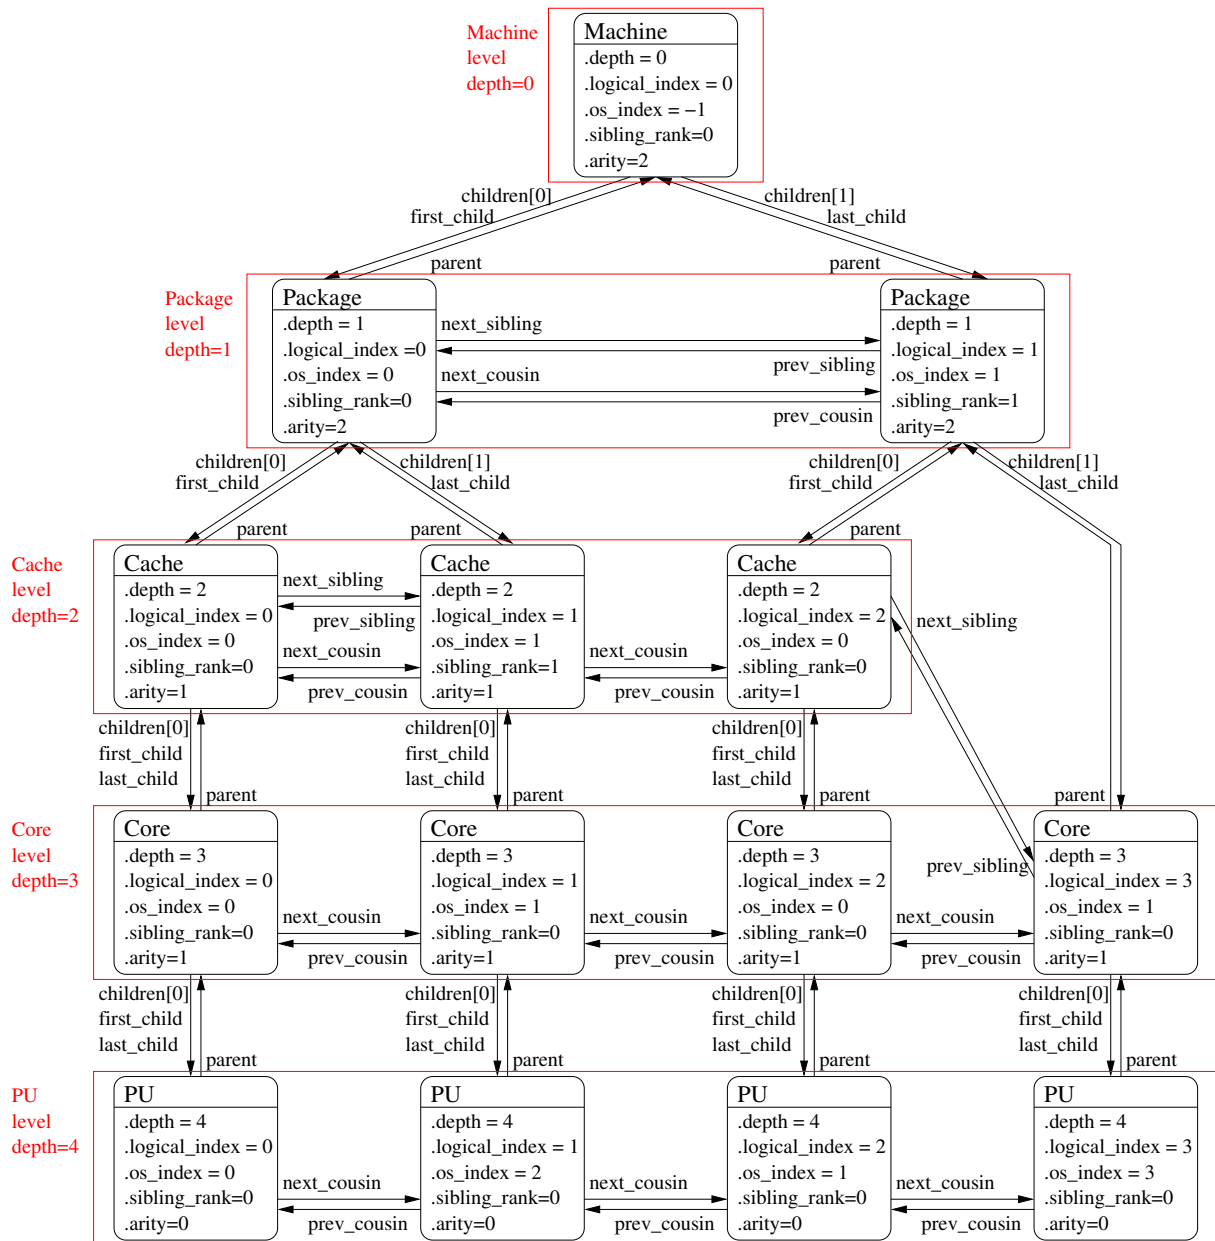 Machine
level
depth=0
Machine
.depth = 0
.logical_index = 0
.os_index = −1
.sibling_rank=0
.arity=2
children[0]
first_child
children[1]
last_child
parent
parent
Package
level
depth=1
Package
.depth = 1
.logical_index =0
.os_index = 0
.sibling_rank=0
.arity=2
next_sibling
prev_sibling
next_cousin
prev_cousin
Package
.depth = 1
.logical_index = 1
.os_index = 1
.sibling_rank=1
.arity=2
children[0]
first_child
children[1]
last_child
children[0]
first_child
children[1]
last_child
parent
parent
Cache
level
depth=2
Cache
.depth = 2
.logical_index = 0
.os_index = 0
.sibling_rank=0
.arity=1
next_sibling
prev_sibling
next_cousin
prev_cousin
Cache
.depth = 2
.logical_index = 1
.os_index = 1
.sibling_rank=1
.arity=1
next_cousin
prev_cousin
Cache
.depth = 2
.logical_index = 2
.os_index = 0
.sibling_rank=0
.arity=1
next_sibling
children[0]
first_child
last_child
parent
children[0]
first_child
last_child
parent
children[0]
first_child
last_child
parent
parent
Core
level
depth=3
Core
.depth = 3
.logical_index = 0
.os_index = 0
.sibling_rank=0
.arity=1
next_cousin
prev_cousin
Core
.depth = 3
.logical_index = 1
.os_index = 1
.sibling_rank=0
.arity=1
next_cousin
prev_cousin
Core
.depth = 3
.logical_index = 2
.os_index = 0
.sibling_rank=0
.arity=1
prev_sibling
next_cousin
prev_cousin
Core
.depth = 3
.logical_index = 3
.os_index = 1
.sibling_rank=0
.arity=1
children[0]
first_child
last_child
parent
children[0]
first_child
last_child
parent
children[0]
first_child
last_child
parent
children[0]
first_child
last_child
parent
PU
level
depth=4
PU
.depth = 4
.logical_index = 0
.os_index = 0
.sibling_rank=0
.arity=0
next_cousin
prev_cousin
PU
.depth = 4
.logical_index = 1
.os_index = 2
.sibling_rank=0
.arity=0
next_cousin
prev_cousin
PU
.depth = 4
.logical_index = 2
.os_index = 1
.sibling_rank=0
.arity=0
next_cousin
prev_cousin
PU
.depth = 4
.logical_index = 3
.os_index = 3
.sibling_rank=0
.arity=0